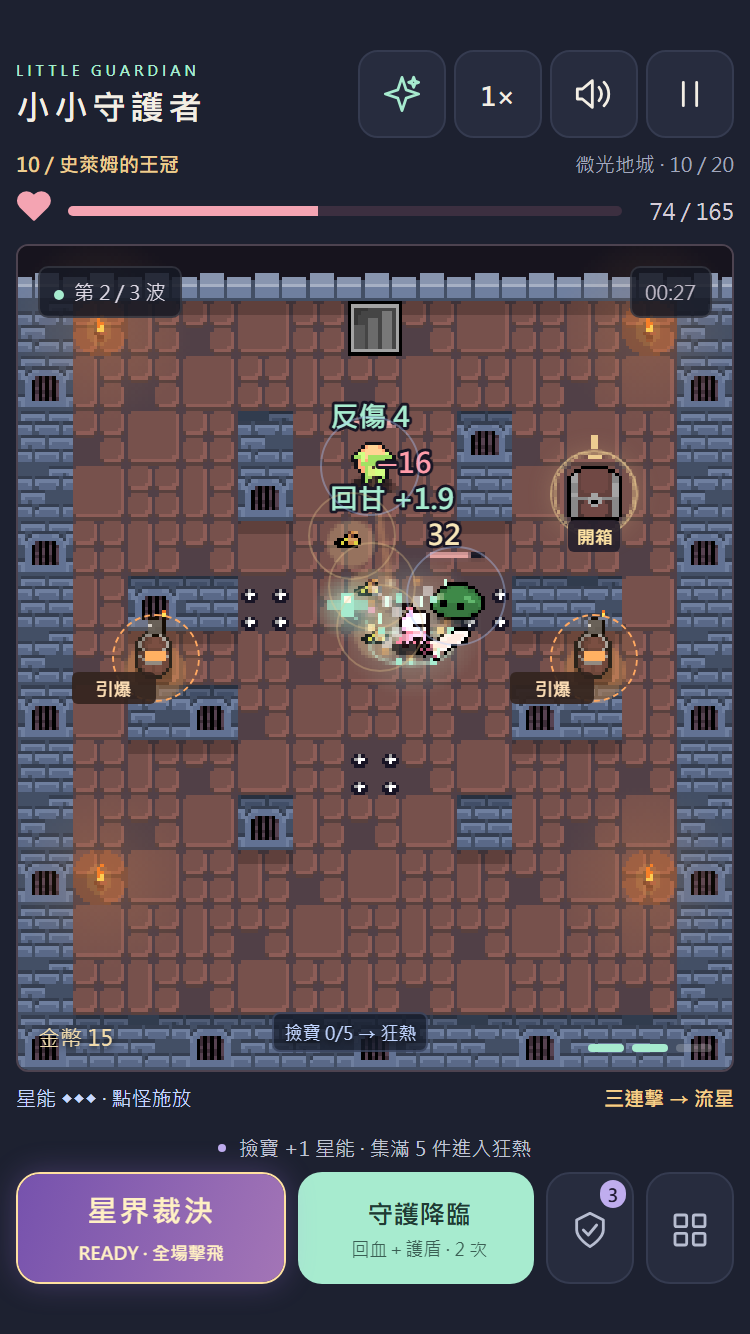 LITTLE GUARDIAN
小小守護者
1×
10 / 史萊姆的王冠
微光地城 · 10 / 20
74 / 165
第 2 / 3 波
00:27
反傷 4
−16
回甘 +1.9
32
開箱
引爆
引爆
金幣 15
撿寶 0/5 → 狂熱
星能 ◆◆◆ · 點怪施放
三連擊 → 流星
撿寶 +1 星能 · 集滿 5 件進入狂熱
星界裁決
READY · 全場擊飛
守護降臨
回血 + 護盾 · 2 次
3